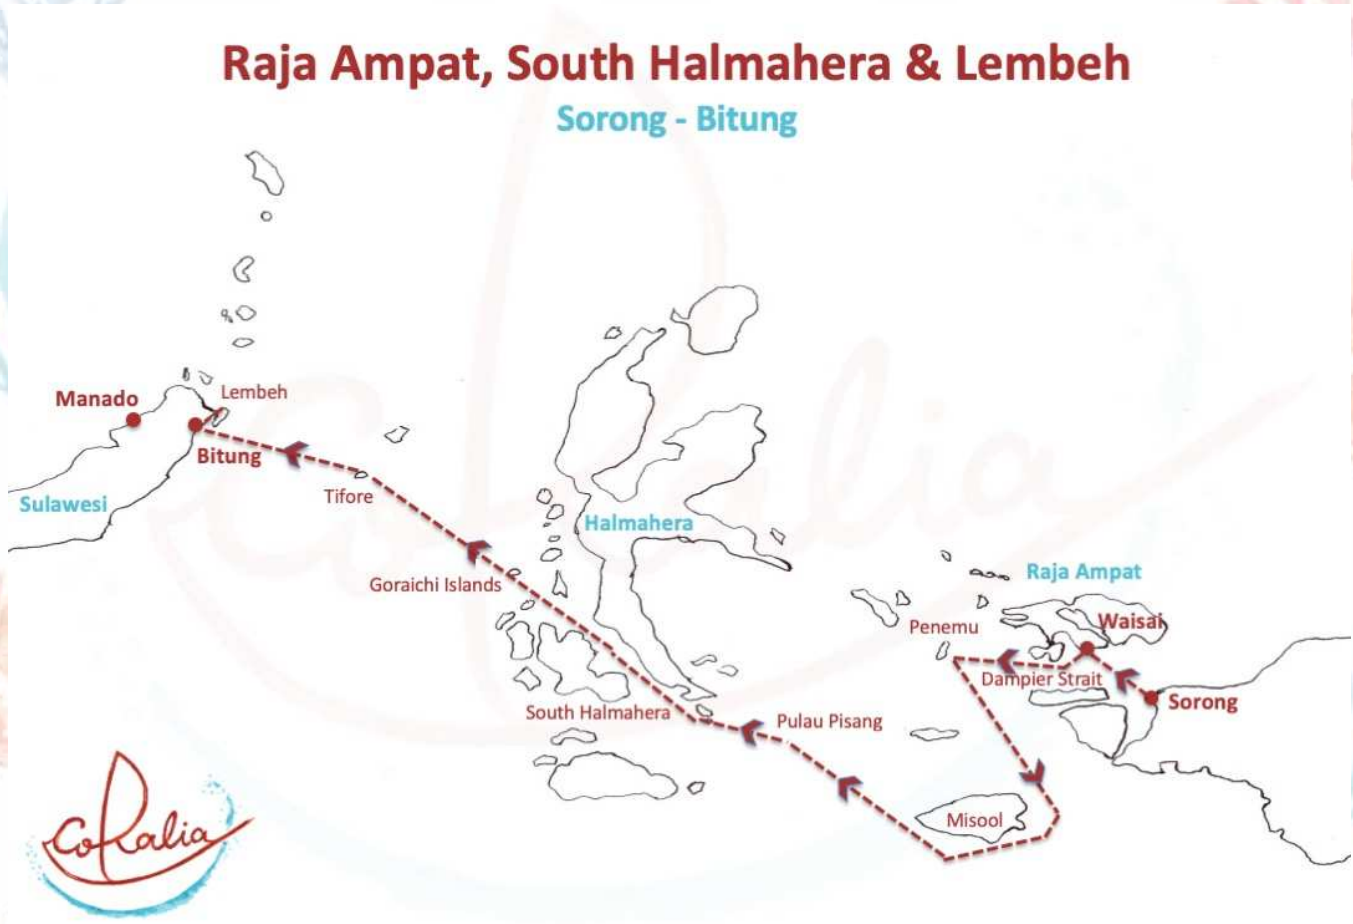 Raja Ampat, South Halmahera & Lembeh
Sorong - Bitung
Manado
Lembeh
Bitung
Sulawesi
Tifore
Halmahera
Goraichi Islands
Raja Ampat
Waisai
Penemu
Dampier Strait
Sorong
South Halmahera
Pulau Pisang
Misool
Coralia